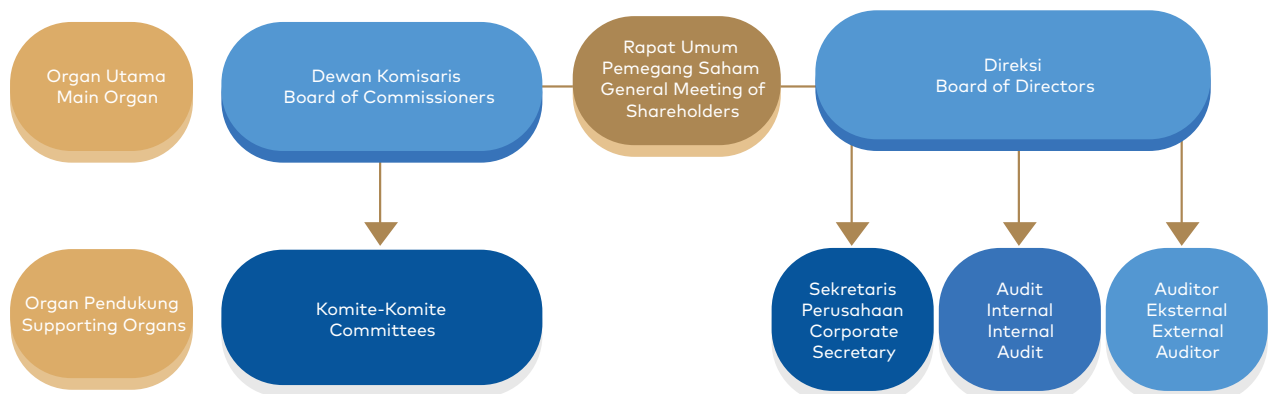 Organ Utama
Main Organ
Dewan Komisaris
Board of Commissioners
Rapat Umum
Pemegang Saham
General Meeting of
Shareholders
Direksi
Board of Directors
Organ Pendukung
Supporting Organs
Komite-Komite
Committees
Sekretaris
Perusahaan
Corporate
Secretary
Audit
Internal
Internal
Audit
Auditor
Eksternal
External
Auditor